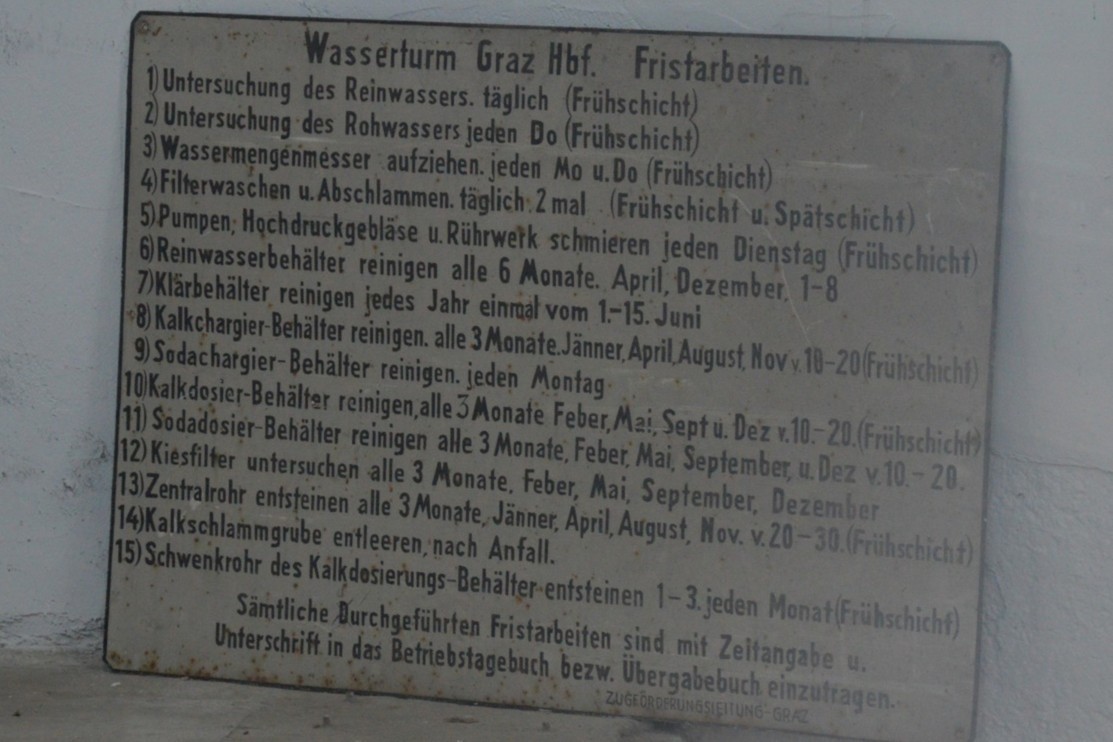 Wasserturm Graz Hbf. Fristarbeiten.
1) Untersuchung des Reinwassers. täglich (Frühschicht)
2) Untersuchung des Rohwassers jeden Do (Frühschicht)
3) Wassermengenmesser aufziehen. jeden Mo u. Do (Frühschicht)
4) Filterwaschen u. Abschlammen. täglich 2 mal (Frühschicht u. Spätschicht)
5) Pumpen, Hochdruckgebläse u. Rührwerk schmieren jeden Dienstag (Frühschicht)
6) Reinwasserbehälter reinigen alle 6 Monate. April, Dezember, 1-8
7) Klärbehälter reinigen jedes Jahr einmal vom 1.-15. Juni
8) Kalkchargier-Behälter reinigen. alle 3 Monate. Jänner, April, August, Nov v. 10-20 (Frühschicht)
9) Sodachargier-Behälter reinigen. jeden Montag
10) Kalkdosier-Behälter reinigen, alle 3 Monate Feber, Mai, Sept u. Dez v. 10.-20. (Frühschicht)
11) Sodadosier-Behälter reinigen alle 3 Monate, Feber, Mai, September, u. Dez v. 10.-20.
12) Kiesfilter untersuchen alle 3 Monate, Feber, Mai, September, Dezember
13) Zentralrohr entsteinen alle 3 Monate, Jänner, April, August, Nov. v. 20-30. (Frühschicht)
14) Kalkschlammgrube entleeren, nach Anfall.
15) Schwenkrohr des Kalkdosierungs-Behälter entsteinen 1-3. jeden Monat (Frühschicht)
Sämtliche Durchgeführten Fristarbeiten sind mit Zeitangabe u.
Unterschrift in das Betriebstagebuch bezw. Übergabebuch einzutragen.
ZUGFÖRDERUNGSLEITUNG-GRAZ